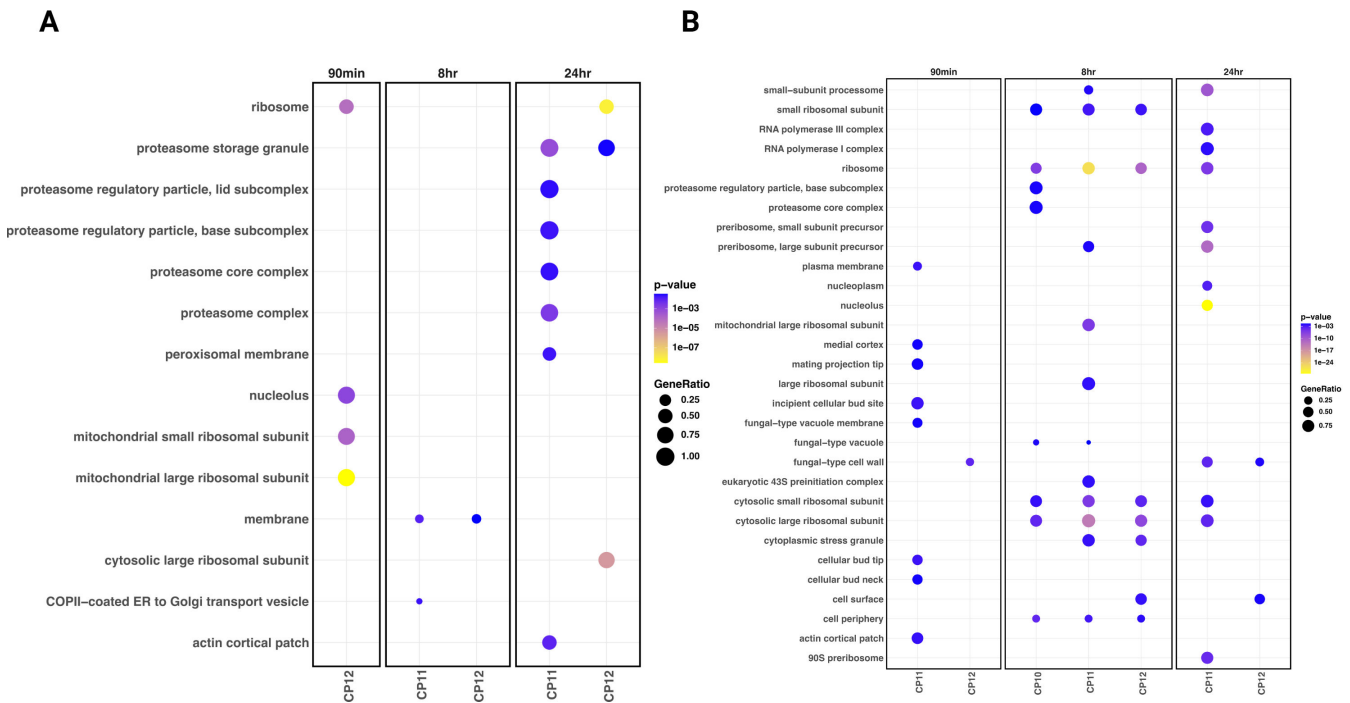 A
90min
8hr
24hr
ribosome
proteasome storage granule
proteasome regulatory particle, lid subcomplex
proteasome regulatory particle, base subcomplex
proteasome core complex
proteasome complex
peroxisomal membrane
nucleolus
mitochondrial small ribosomal subunit
mitochondrial large ribosomal subunit
membrane
cytosolic large ribosomal subunit
COPII−coated ER to Golgi transport vesicle
actin cortical patch
CP12
CP11
CP12
CP11
CP12
p−value
1e−03
1e−05
1e−07
GeneRatio
0.25
0.50
0.75
1.00
B
90min
8hr
24hr
small−subunit processome
small ribosomal subunit
RNA polymerase III complex
RNA polymerase I complex
ribosome
proteasome regulatory particle, base subcomplex
proteasome core complex
preribosome, small subunit precursor
preribosome, large subunit precursor
plasma membrane
nucleoplasm
nucleolus
mitochondrial large ribosomal subunit
medial cortex
mating projection tip
large ribosomal subunit
incipient cellular bud site
fungal−type vacuole membrane
fungal−type vacuole
fungal−type cell wall
eukaryotic 43S preinitiation complex
cytosolic small ribosomal subunit
cytosolic large ribosomal subunit
cytoplasmic stress granule
cellular bud tip
cellular bud neck
cell surface
cell periphery
actin cortical patch
90S preribosome
CP11
CP12
CP10
CP11
CP12
CP11
CP12
p−value
1e−03
1e−10
1e−17
1e−24
GeneRatio
0.25
0.50
0.75